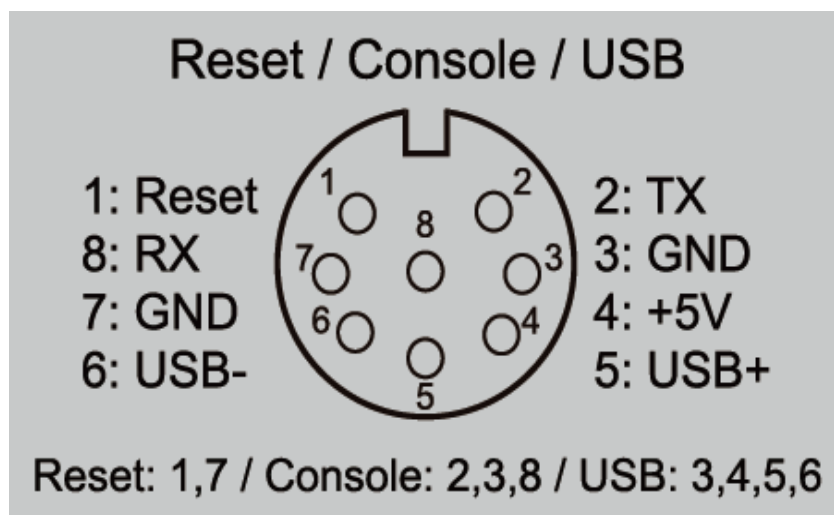 Reset / Console / USB
1: Reset
8: RX
7: GND
6: USB-
1
2
8
7
3
6
4
5
2: TX
3: GND
4: +5V
5: USB+
Reset: 1,7 / Console: 2,3,8 / USB: 3,4,5,6